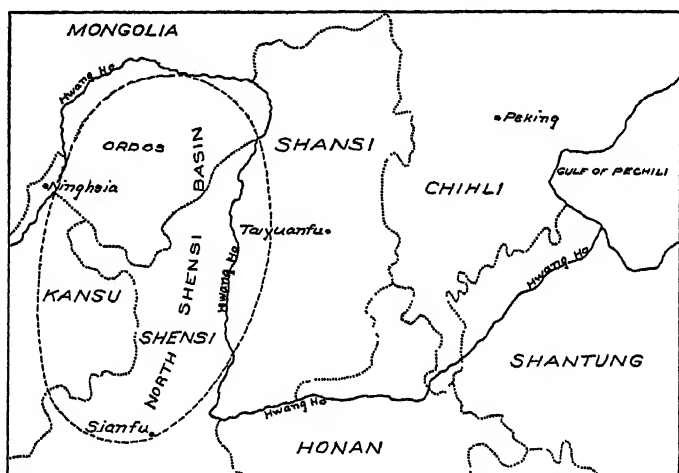 MONGOLIA
Hwang Ho
ORDOS
BASIN
SHANSI
Peking
GULF OF PECHILI
Ninghsia
CHIHLI
Taiyuanfu
Hwang Ho
SHENSI
Hwang Ho
KANSU
SHENSI
NORTH
SHANTUNG
Sianfu
Hwang Ho
HONAN